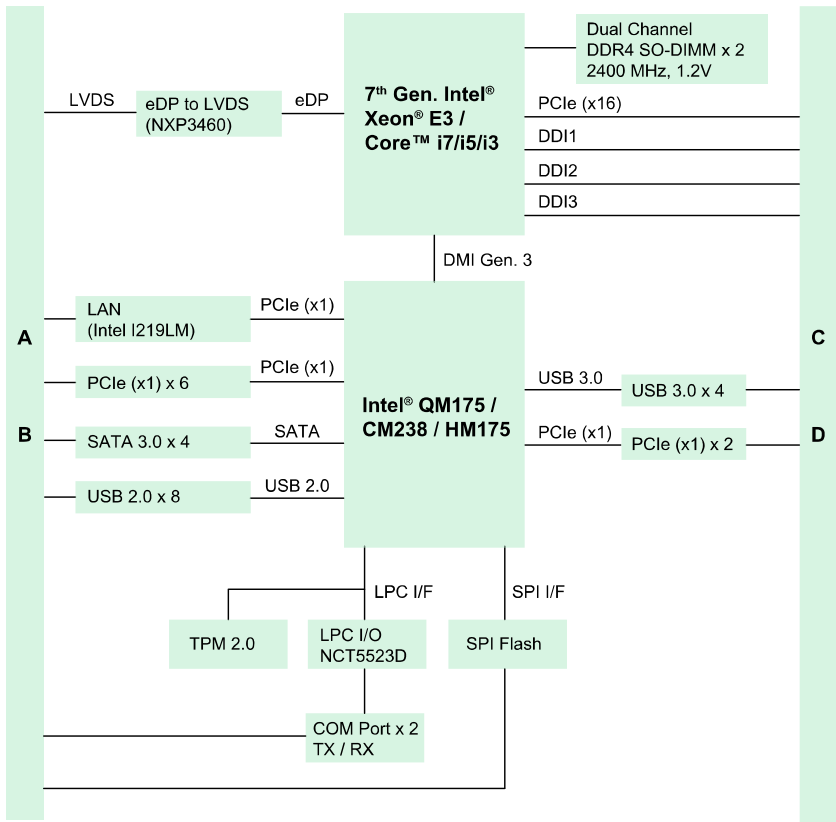 Dual Channel
DDR4 SO-DIMM x 2
2400 MHz, 1.2V
LVDS
eDP to LVDS
(NXP3460)
eDP
7th Gen. Intel®
Xeon® E3 /
Core™ i7/i5/i3
PCIe (x16)
DDI1
DDI2
DDI3
DMI Gen. 3
LAN
(Intel I219LM)
PCIe (x1)
A
C
PCIe (x1) x 6
PCIe (x1)
USB 3.0
USB 3.0 x 4
Intel® QM175 /
CM238 / HM175
B
D
SATA 3.0 x 4
SATA
PCIe (x1)
PCIe (x1) x 2
USB 2.0 x 8
USB 2.0
LPC I/F
SPI I/F
TPM 2.0
LPC I/O
NCT5523D
SPI Flash
COM Port x 2
TX / RX